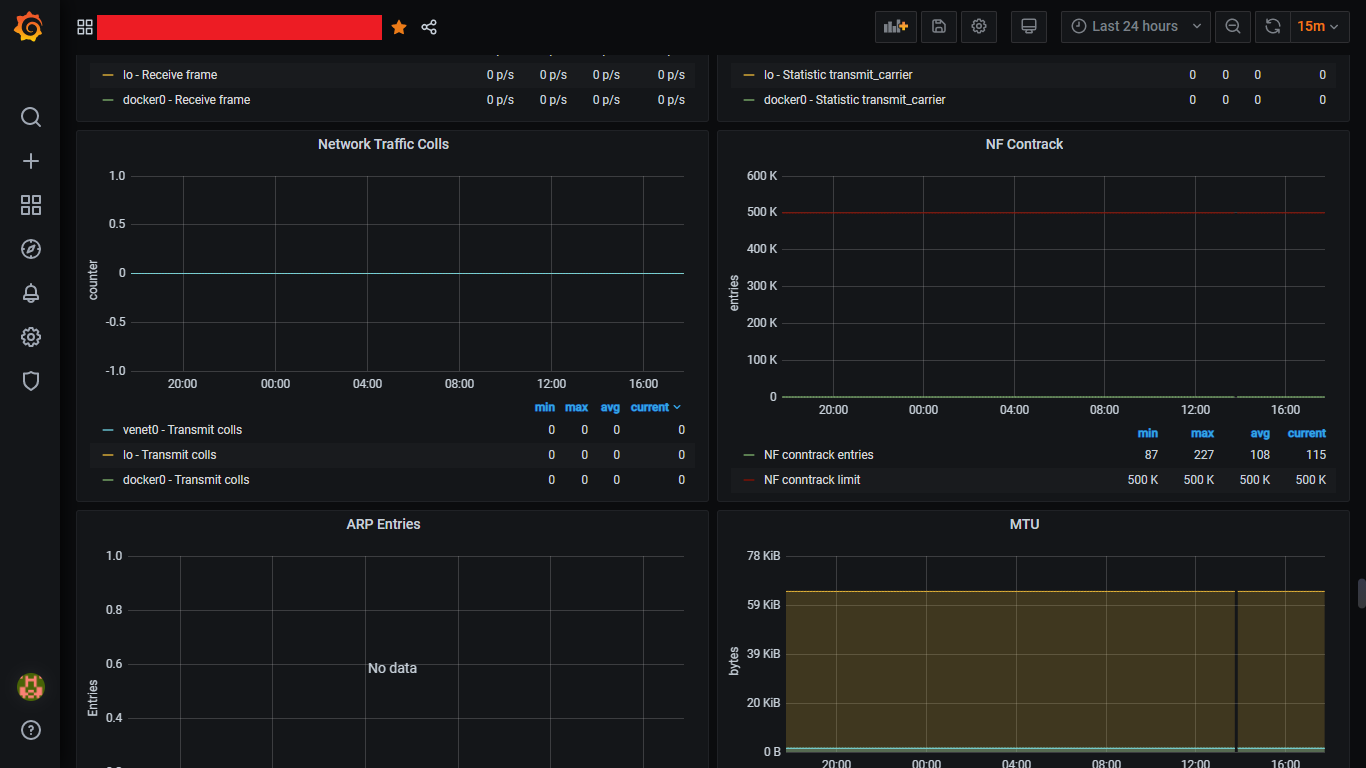 Last 24 hours
15m
lo - Receive frame 0 p/s 0 p/s 0 p/s 0 p/s
docker0 - Receive frame 0 p/s 0 p/s 0 p/s 0 p/s
lo - Statistic transmit_carrier 0 0 0 0
docker0 - Statistic transmit_carrier 0 0 0 0
Network Traffic Colls
1.0
0.5
0
-0.5
-1.0
counter
20:00 00:00 04:00 08:00 12:00 16:00
min max avg current
venet0 - Transmit colls 0 0 0 0
lo - Transmit colls 0 0 0 0
docker0 - Transmit colls 0 0 0 0
NF Contrack
600 K
500 K
400 K
300 K
200 K
100 K
0
entries
20:00 00:00 04:00 08:00 12:00 16:00
min max avg current
NF conntrack entries 87 227 108 115
NF conntrack limit 500 K 500 K 500 K 500 K
ARP Entries
1.0
0.8
0.6
0.4
Entries
No data
MTU
78 KiB
59 KiB
39 KiB
20 KiB
0 B
bytes
20:00 00:00 04:00 08:00 12:00 16:00